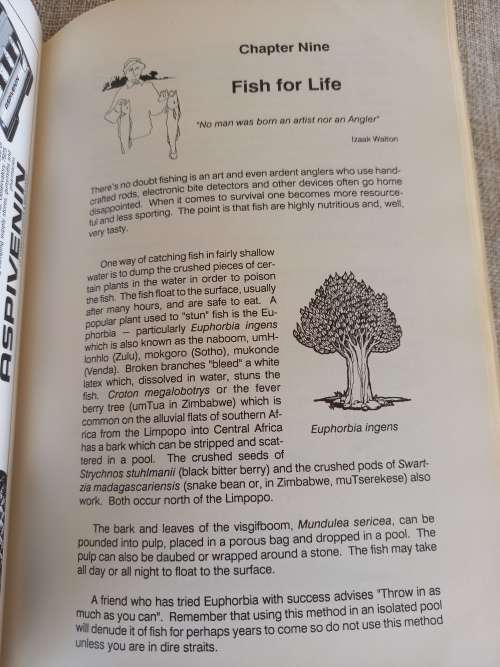 Chapter Nine
Fish for Life
"No man was born an artist nor an Angler"
Izaak Walton
There's no doubt fishing is an art and even ardent anglers who use hand-
crafted rods, electronic bite detectors and other devices often go home
disappointed. When it comes to survival one becomes more resource-
ful and less sporting. The point is that fish are highly nutritious and, well,
very tasty.
One way of catching fish in fairly shallow
water is to dump the crushed pieces of cer-
tain plants in the water in order to poison
the fish. The fish float to the surface, usually
after many hours, and are safe to eat. A
popular plant used to "stun" fish is the Eu-
phorbia — particularly Euphorbia ingens
which is also known as the naboom, umH-
lonhlo (Zulu), mokgoro (Sotho), mukonde
(Venda). Broken branches "bleed" a white
latex which, dissolved in water, stuns the
fish. Croton megalobotrys or the fever
berry tree (umTua in Zimbabwe) which is
common on the alluvial flats of southern Af-
rica from the Limpopo into Central Africa
has a bark which can be stripped and scat-
tered in a pool. The crushed seeds of
Strychnos stuhlmanii (black bitter berry) and the crushed pods of Swart-
zia madagascariensis (snake bean or, in Zimbabwe, muTserekese) also
work. Both occur north of the Limpopo.
Euphorbia ingens
The bark and leaves of the visgifboom, Mundulea sericea, can be
pounded into pulp, placed in a porous bag and dropped in a pool. The
pulp can also be daubed or wrapped around a stone. The fish may take
all day or all night to float to the surface.
A friend who has tried Euphorbia with success advises "Throw in as
much as you can". Remember that using this method in an isolated pool
will denude it of fish for perhaps years to come so do not use this method
unless you are in dire straits.
ASPIVENIN